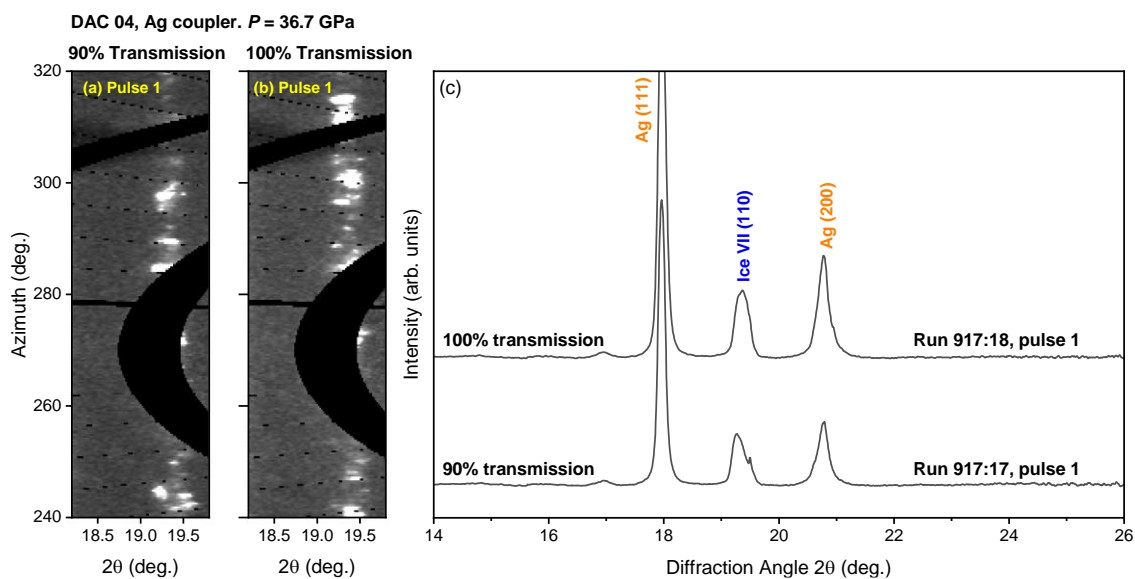 DAC 04, Ag coupler. P = 36.7 GPa
90% Transmission 100% Transmission
(a) Pulse 1
(b) Pulse 1
(c)
320
300
280
260
240
Azimuth (deg.)
18.5 19.0 19.5
2θ (deg.)
18.5 19.0 19.5
2θ (deg.)
Intensity (arb. units)
Ag (111)
Ice VII (110)
Ag (200)
100% transmission
Run 917:18, pulse 1
90% transmission
Run 917:17, pulse 1
14 16 18 20 22 24 26
Diffraction Angle 2θ (deg.)